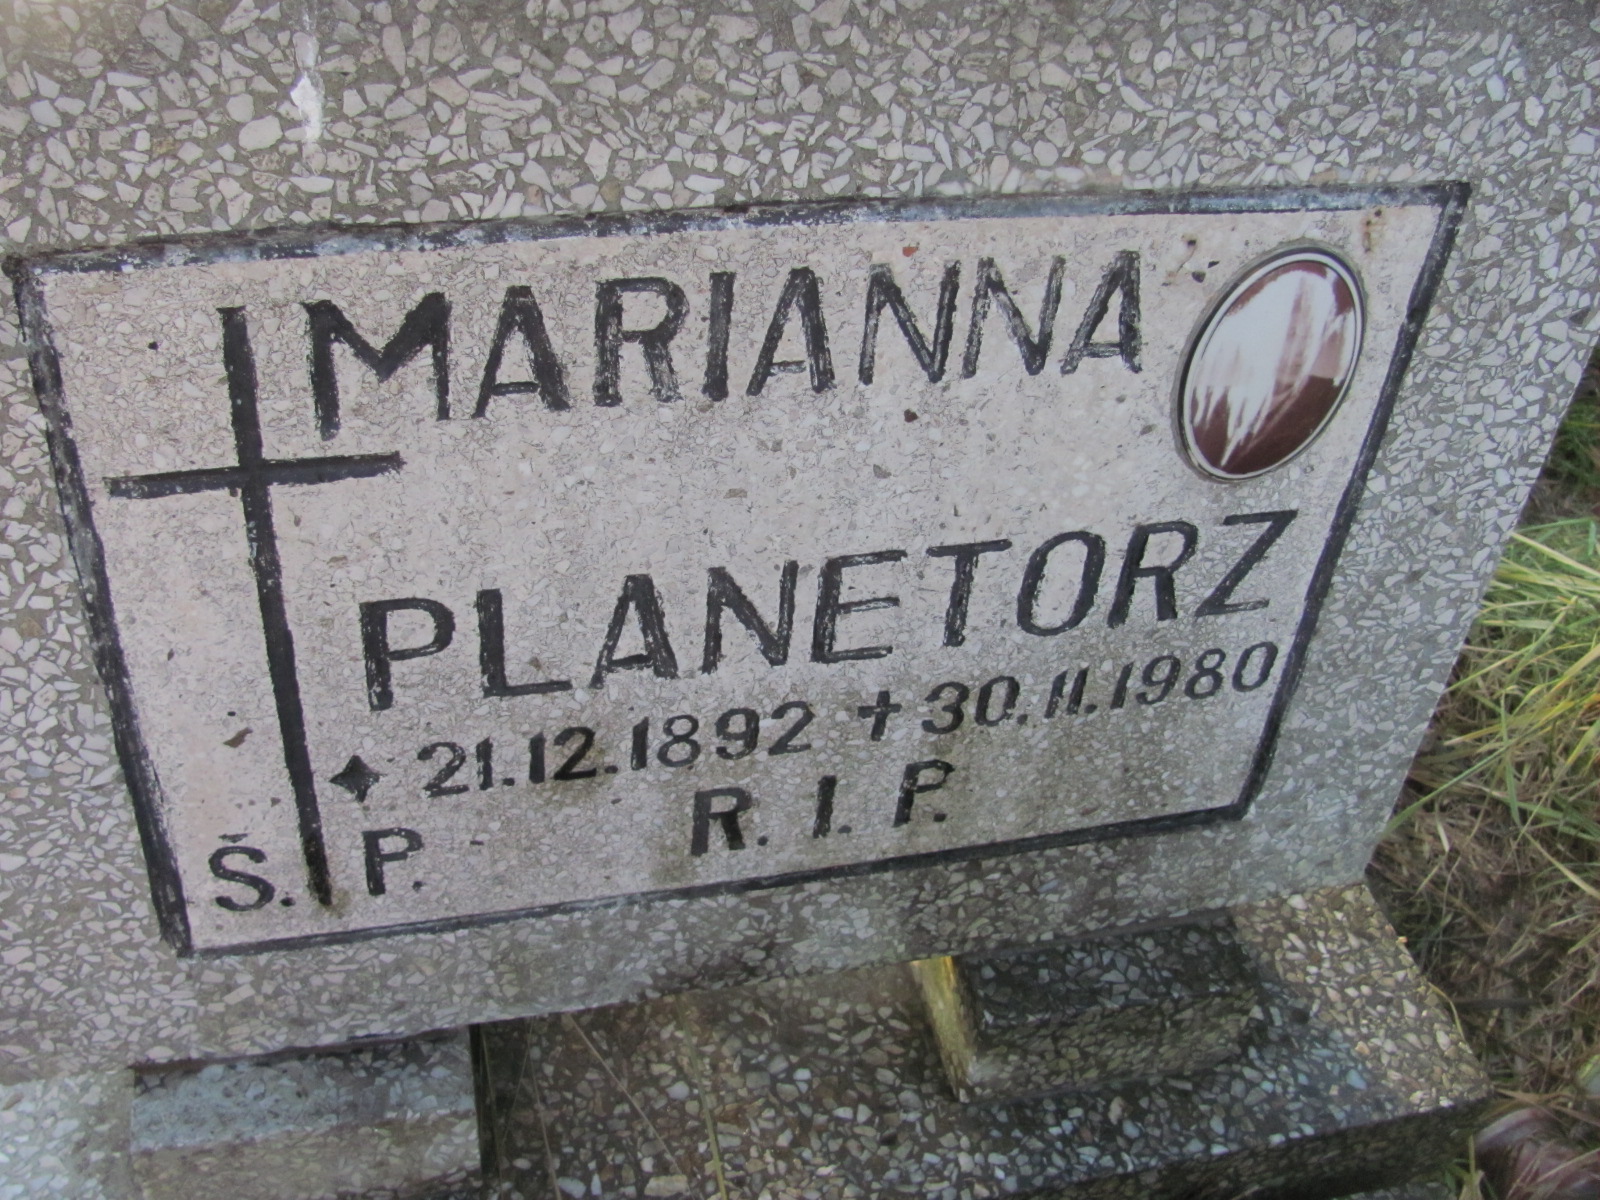 MARIANNA
PLANETORZ
✦ 21.12.1892 + 30.11.1980
R. I. P.
Š. P.